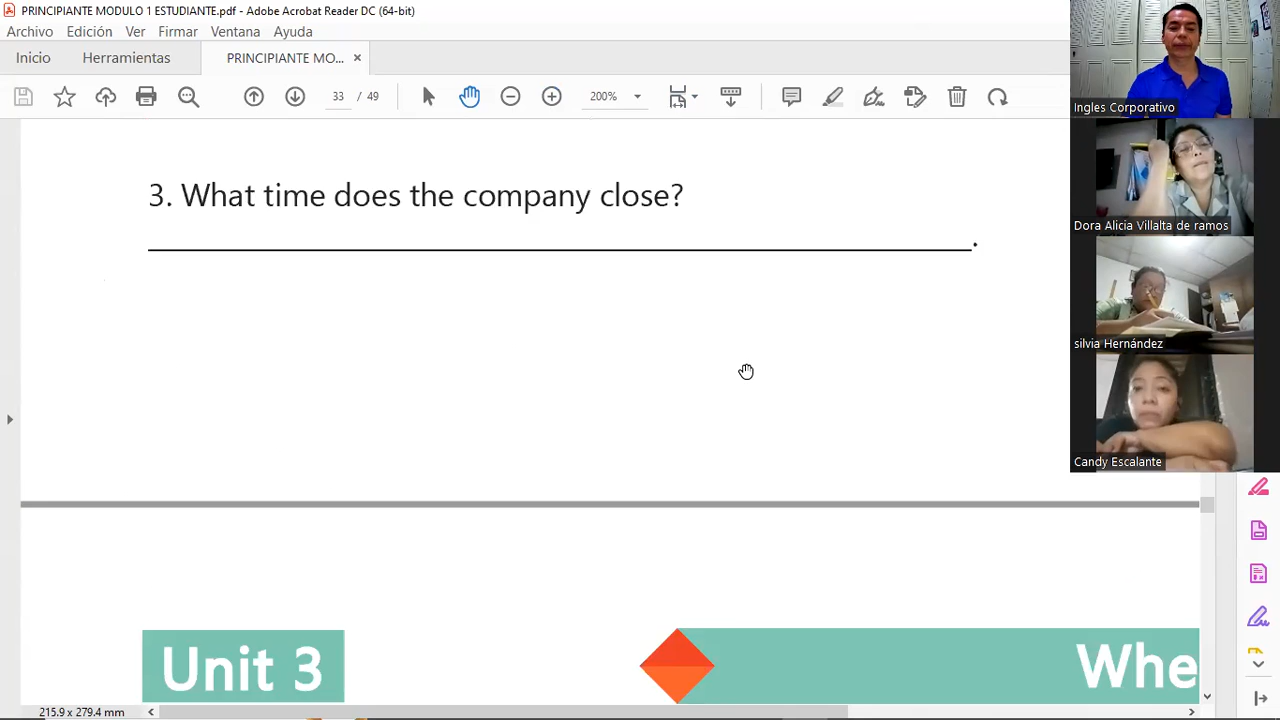 PRINCIPIANTE MODULO 1 ESTUDIANTE.pdf - Adobe Acrobat Reader DC (64-bit)
Archivo Edición Ver Firmar Ventana Ayuda
Inicio Herramientas PRINCIPIANTE MO... ×
33 / 49 200%
3. What time does the company close?
Unit 3 Whe
215.9 x 279.4 mm
Ingles Corporativo
Dora Alicia Villalta de ramos
silvia Hernández
Candy Escalante